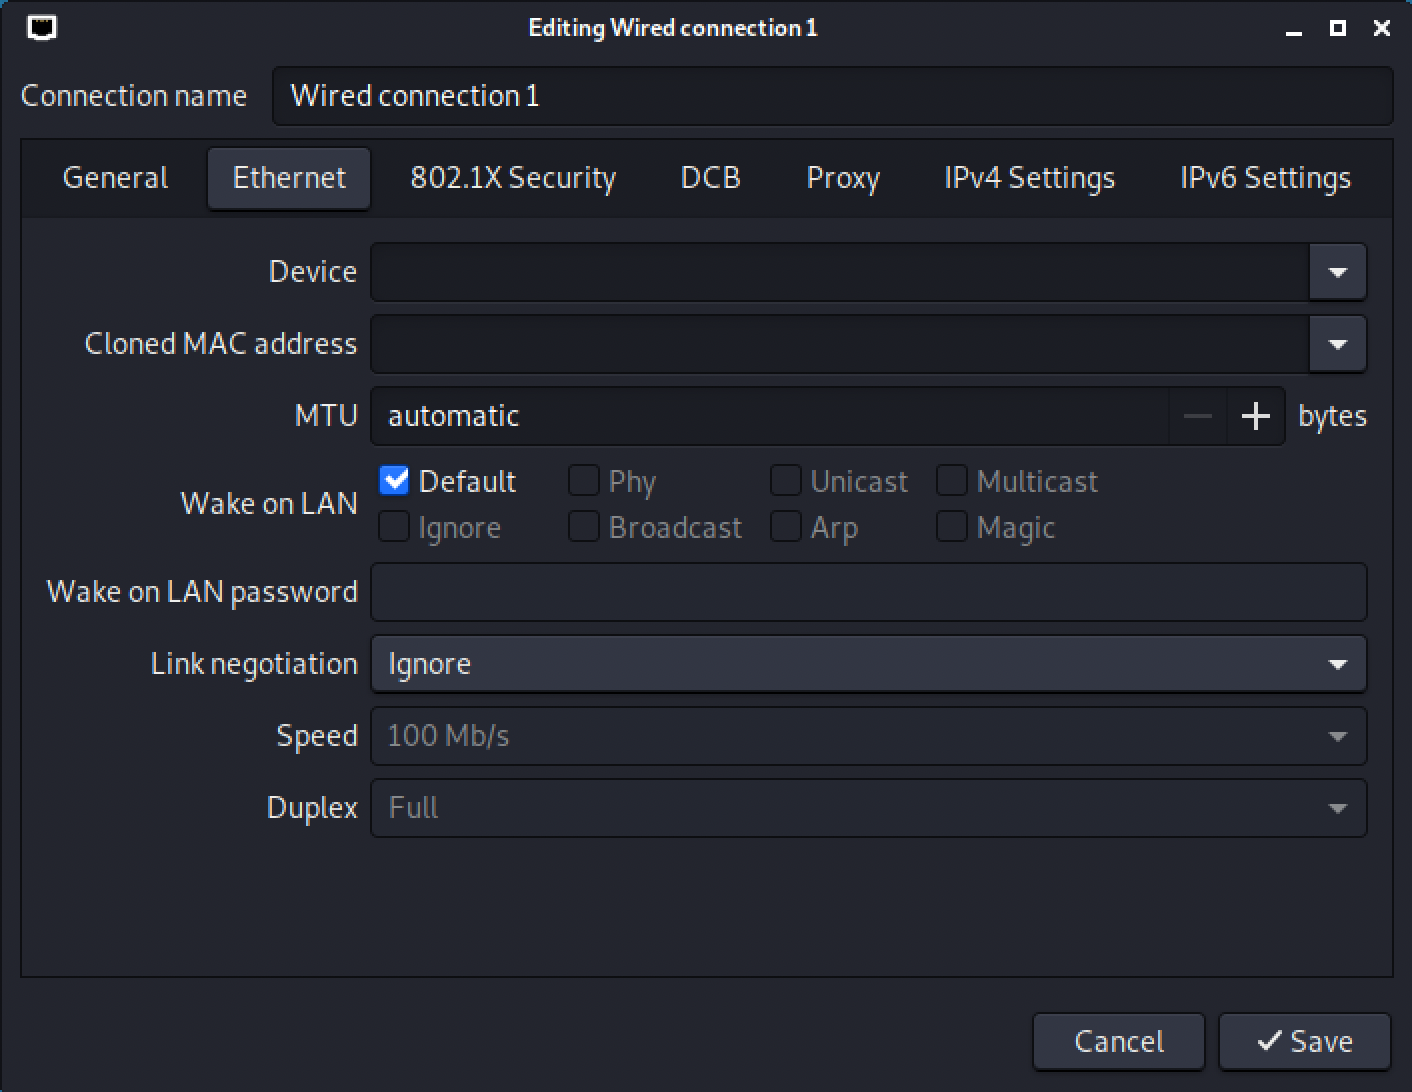 Editing Wired connection 1
Connection name Wired connection 1
General Ethernet 802.1X Security DCB Proxy IPv4 Settings IPv6 Settings
Device
Cloned MAC address
MTU automatic bytes
Wake on LAN
Default Phy Unicast Multicast
Ignore Broadcast Arp Magic
Wake on LAN password
Link negotiation Ignore
Speed 100 Mb/s
Duplex Full
Cancel Save